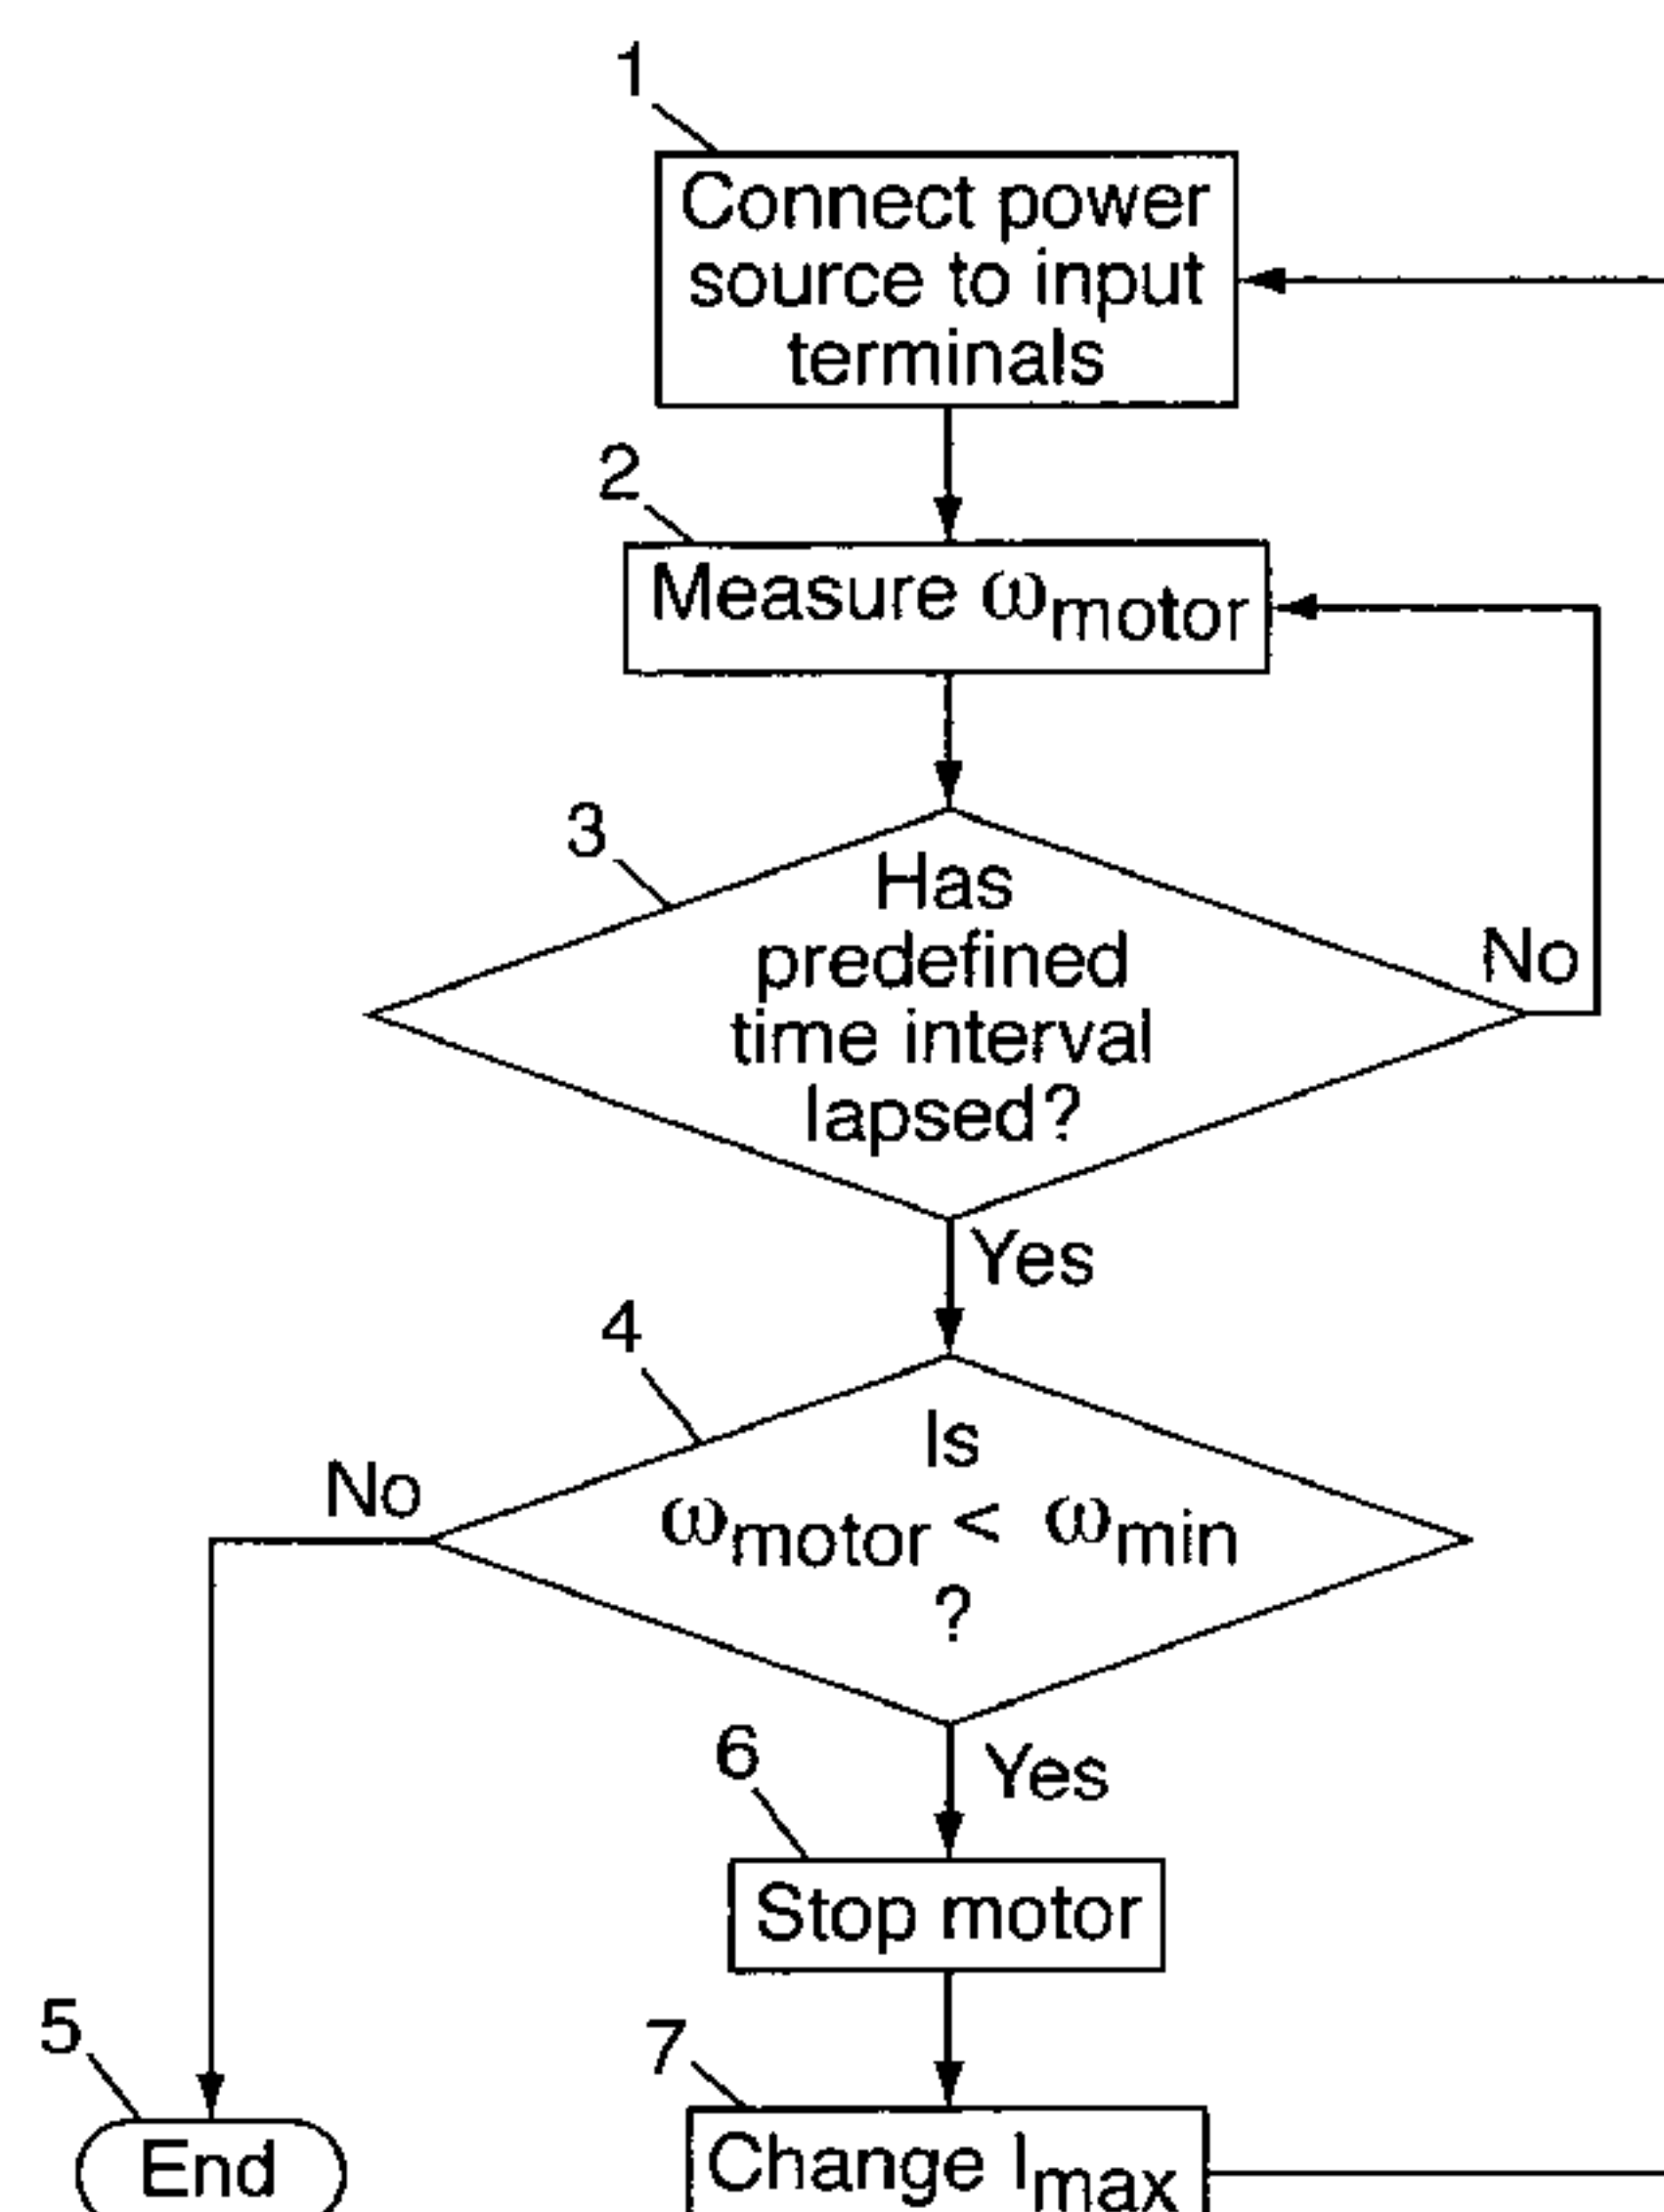 1
Connect power
source to input
terminals
2
Measure ωmotor
3
Has
predefined
time interval
lapsed?
No
Yes
4
Is
ωmotor < ωmin
?
No
Yes
6
Stop motor
5
End
7
Change Imax